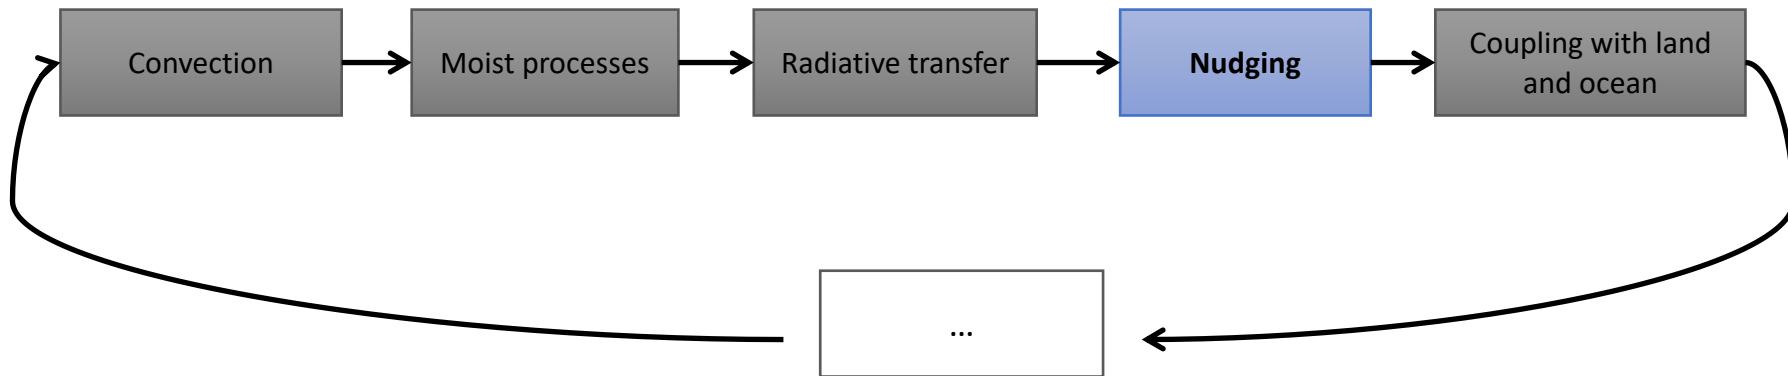 Convection
Moist processes
Radiative transfer
Nudging
Coupling with land
and ocean
...